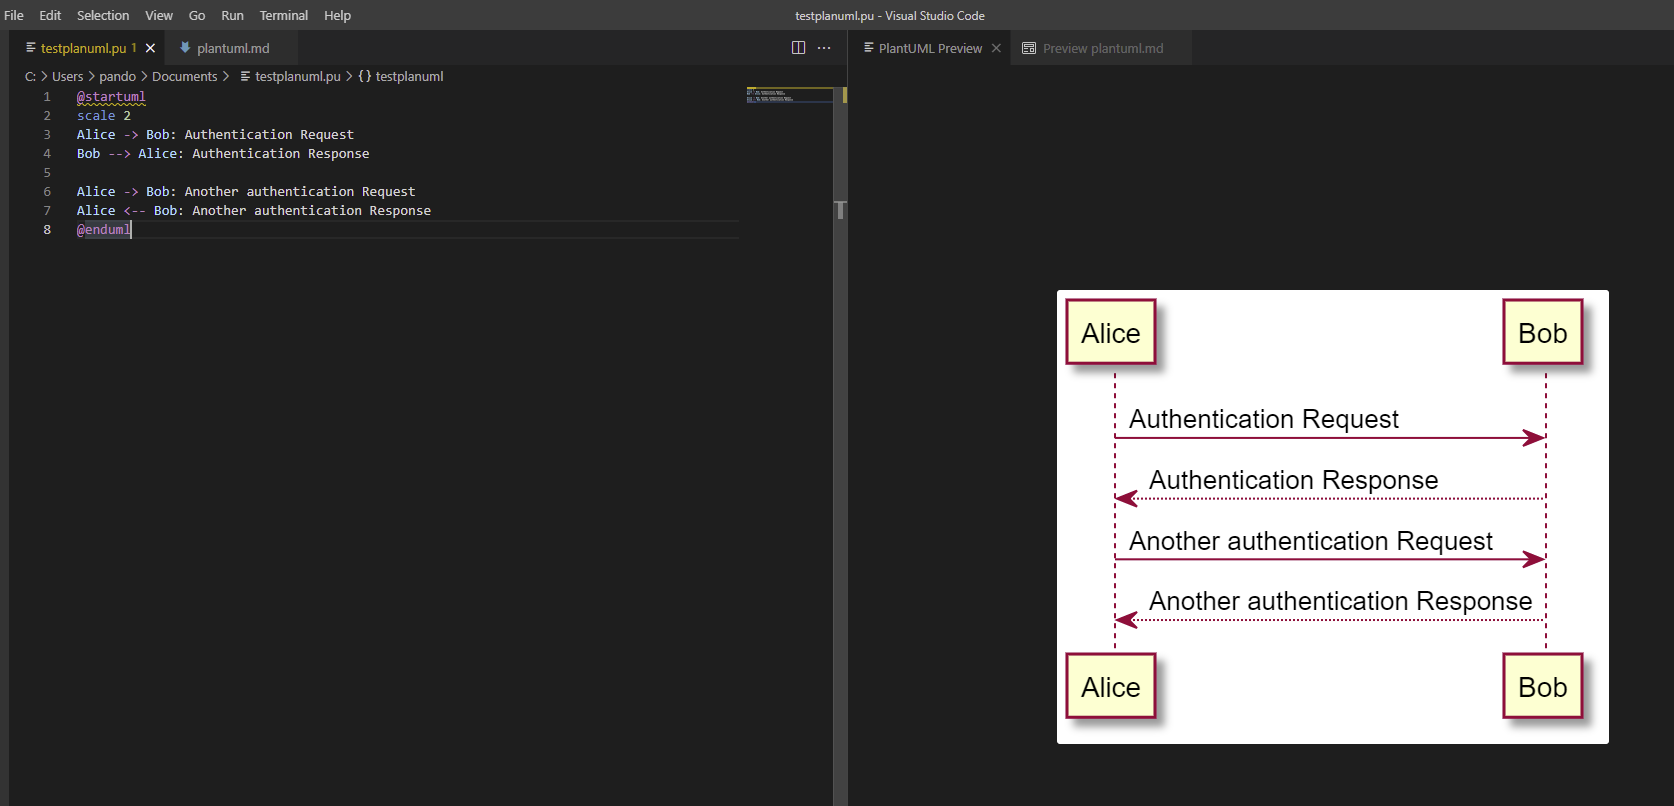 File Edit Selection View Go Run Terminal Help
testplanuml.pu - Visual Studio Code
testplanuml.pu 1
plantuml.md
PlantUML Preview
Preview plantuml.md
C: > Users > pando > Documents > testplanuml.pu > {} testplanuml
1 @startuml
2 scale 2
3 Alice -> Bob: Authentication Request
4 Bob --> Alice: Authentication Response
5
6 Alice -> Bob: Another authentication Request
7 Alice <-- Bob: Another authentication Response
8 @enduml
Alice Bob
Authentication Request
Authentication Response
Another authentication Request
Another authentication Response
Alice Bob